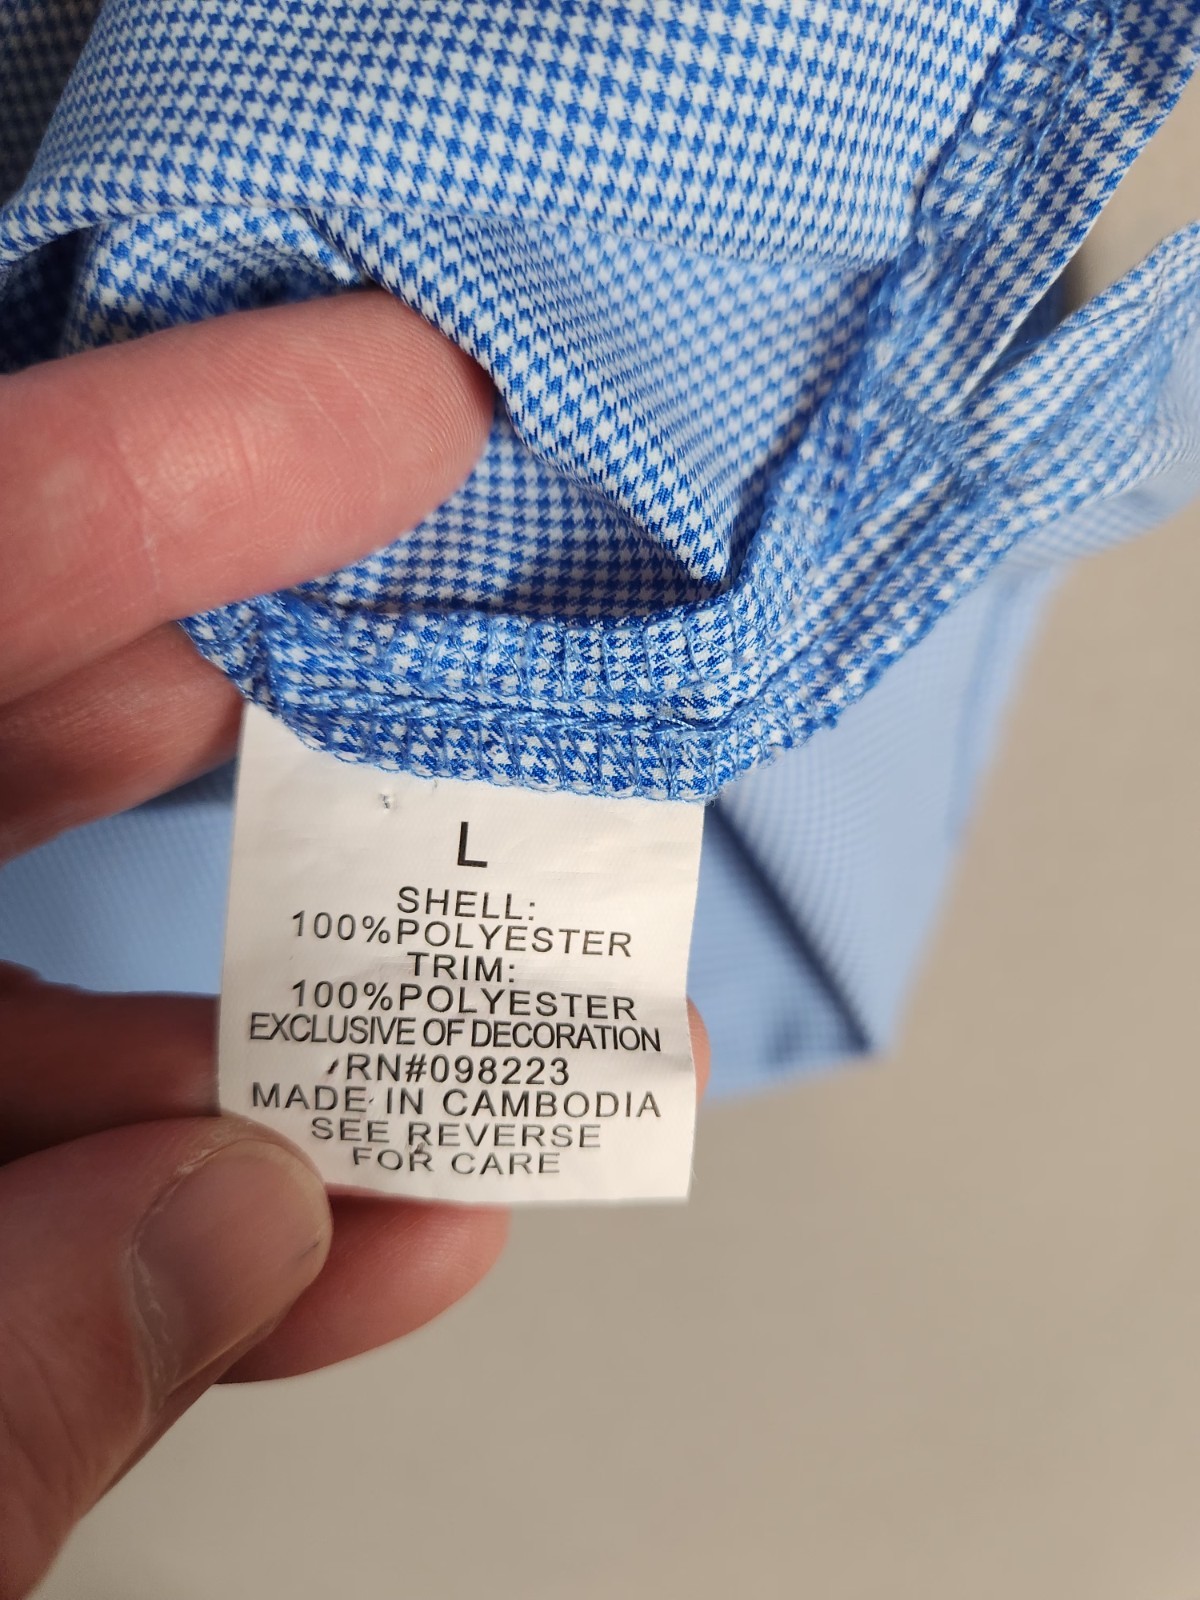 L
SHELL:
100%POLYESTER
TRIM:
100%POLYESTER
EXCLUSIVE OF DECORATION
RN#098223
MADE IN CAMBODIA
SEE REVERSE
FOR CARE